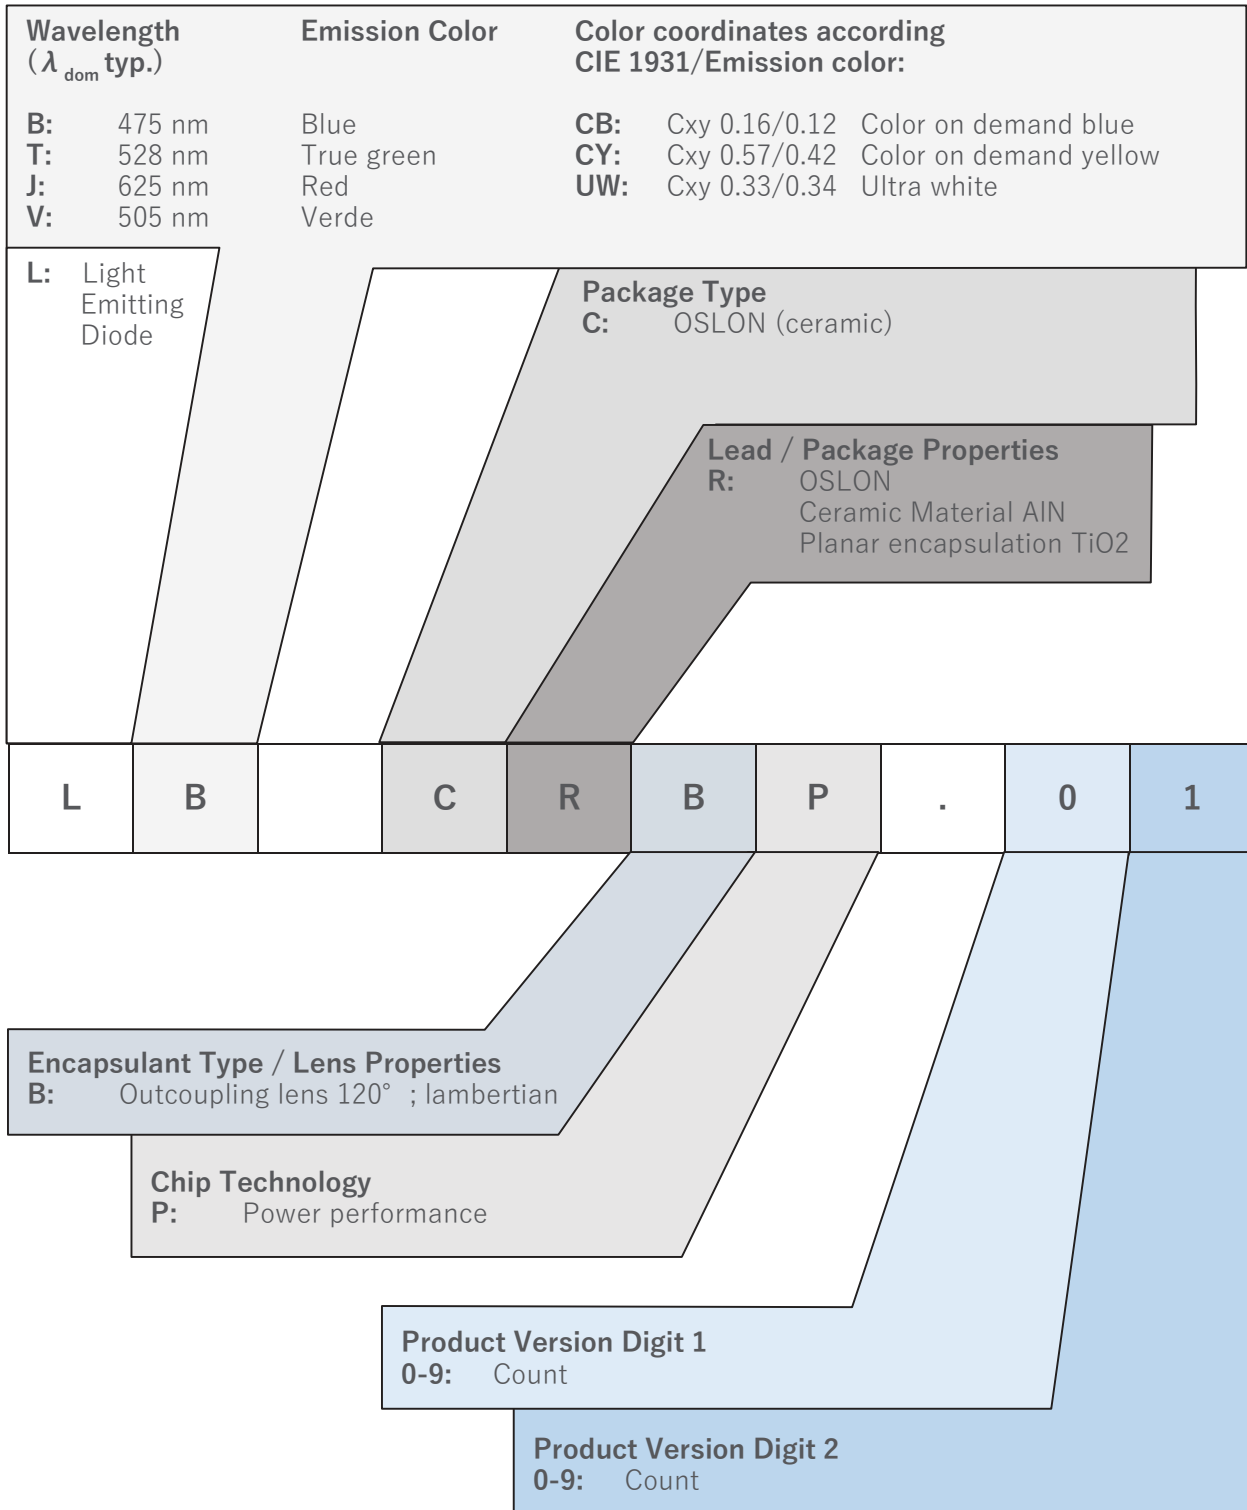 Wavelength Emission Color Color coordinates according
(λ dom typ.) CIE 1931/Emission color:
B: 475 nm Blue CB: Cxy 0.16/0.12 Color on demand blue
T: 528 nm True green CY: Cxy 0.57/0.42 Color on demand yellow
J: 625 nm Red UW: Cxy 0.33/0.34 Ultra white
V: 505 nm Verde
L: Light
Emitting
Diode
Package Type
C: OSLON (ceramic)
Lead / Package Properties
R: OSLON
Ceramic Material AlN
Planar encapsulation TiO2
L B C R B P . 0 1
Encapsulant Type / Lens Properties
B: Outcoupling lens 120° ; lambertian
Chip Technology
P: Power performance
Product Version Digit 1
0-9: Count
Product Version Digit 2
0-9: Count